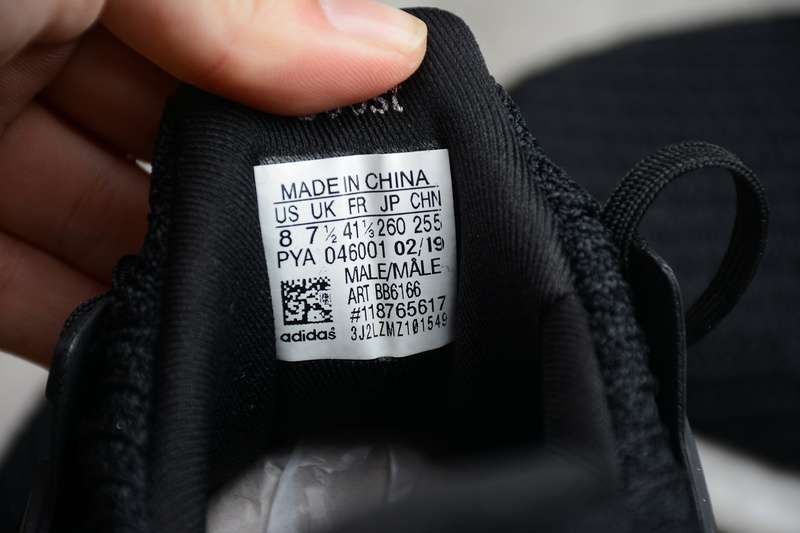 MADE IN CHINA
US UK FR JP CHN
8 7½ 41⅓ 260 255
PYA 046001 02/19
MALE/MÂLE
ART BB6166
#118765617
adidas 3J2LZMZ101549